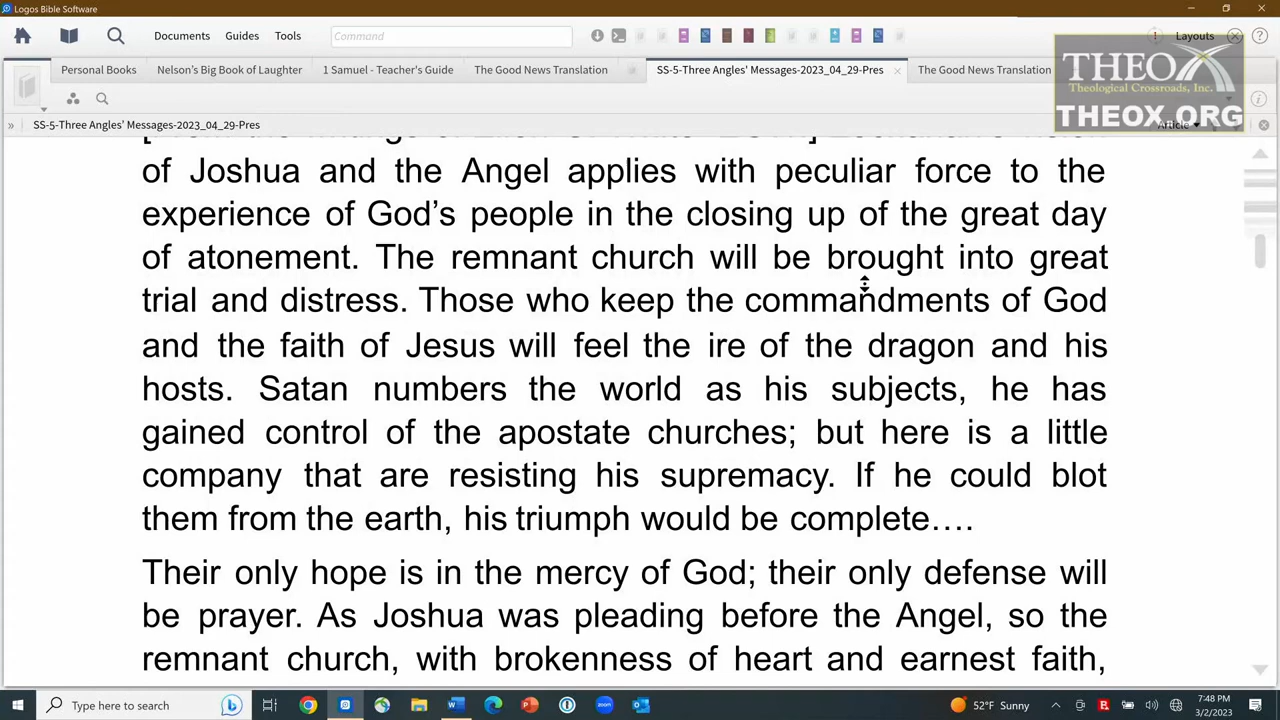 Logos Bible Software
Documents Guides Tools Command Layouts
Personal Books Nelson's Big Book of Laughter 1 Samuel - Teacher's Guide The Good News Translation SS-5-Three Angles' Messages-2023_04_29-Pres The Good News Translation
THEOX
Theological Crossroads, Inc.
THEOX.ORG
SS-5-Three Angles' Messages-2023_04_29-Pres Article
of Joshua and the Angel applies with peculiar force to the
experience of God's people in the closing up of the great day
of atonement. The remnant church will be brought into great
trial and distress. Those who keep the commandments of God
and the faith of Jesus will feel the ire of the dragon and his
hosts. Satan numbers the world as his subjects, he has
gained control of the apostate churches; but here is a little
company that are resisting his supremacy. If he could blot
them from the earth, his triumph would be complete….
Their only hope is in the mercy of God; their only defense will
be prayer. As Joshua was pleading before the Angel, so the
remnant church, with brokenness of heart and earnest faith,
Type here to search 52°F Sunny 7:48 PM
3/2/2023